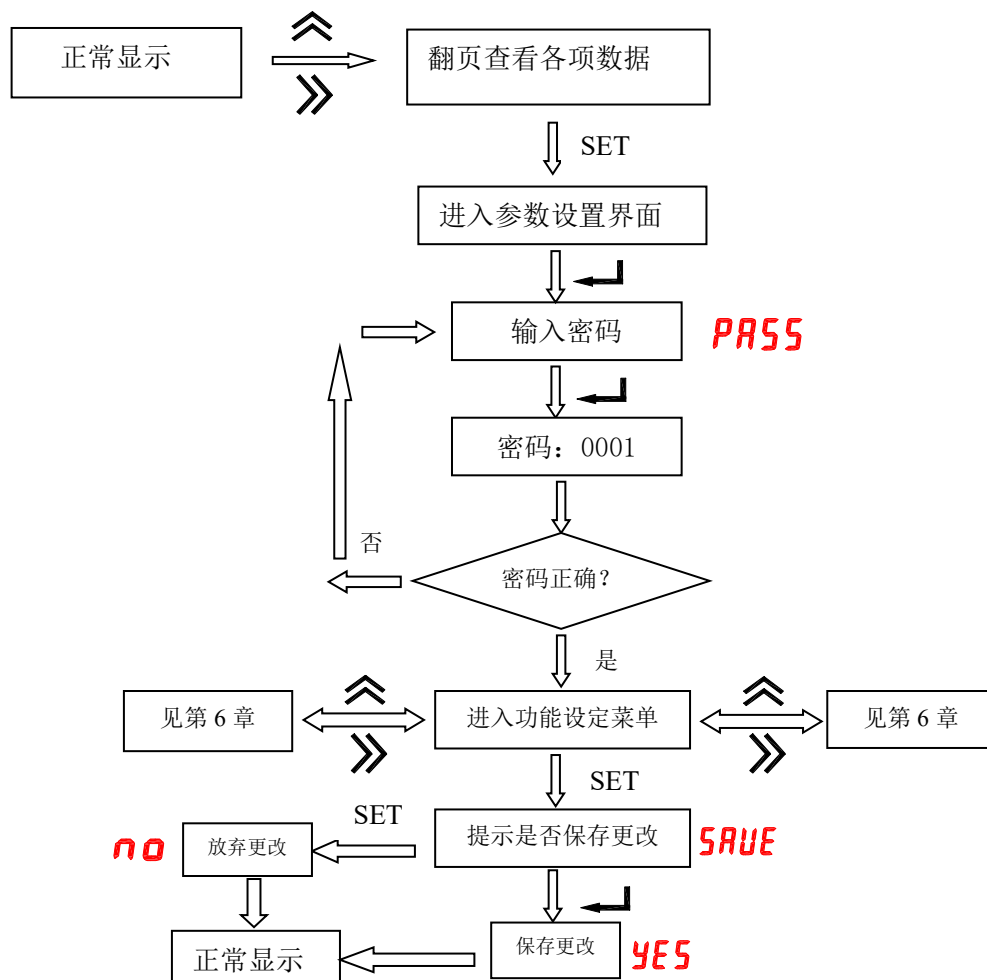 正常显示
翻页查看各项数据
SET
进入参数设置界面
输入密码
PASS
密码：0001
否
密码正确？
是
见第 6 章
进入功能设定菜单
见第 6 章
SET
SET
提示是否保存更改
SAVE
no
放弃更改
保存更改
YES
正常显示